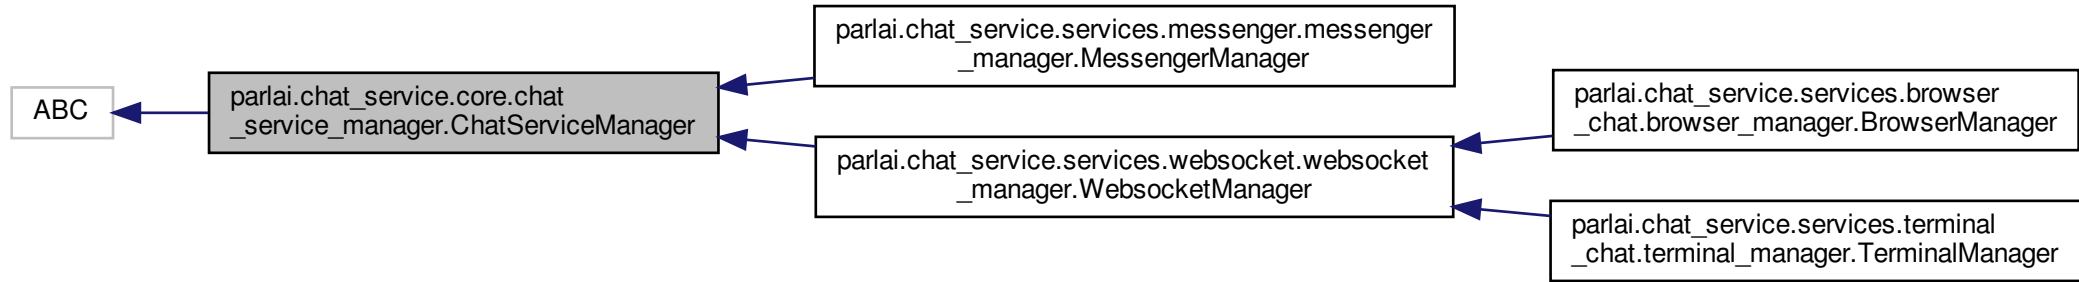 ABC
parlai.chat_service.core.chat
_service_manager.ChatServiceManager
parlai.chat_service.services.messenger.messenger
_manager.MessengerManager
parlai.chat_service.services.websocket.websocket
_manager.WebsocketManager
parlai.chat_service.services.browser
_chat.browser_manager.BrowserManager
parlai.chat_service.services.terminal
_chat.terminal_manager.TerminalManager